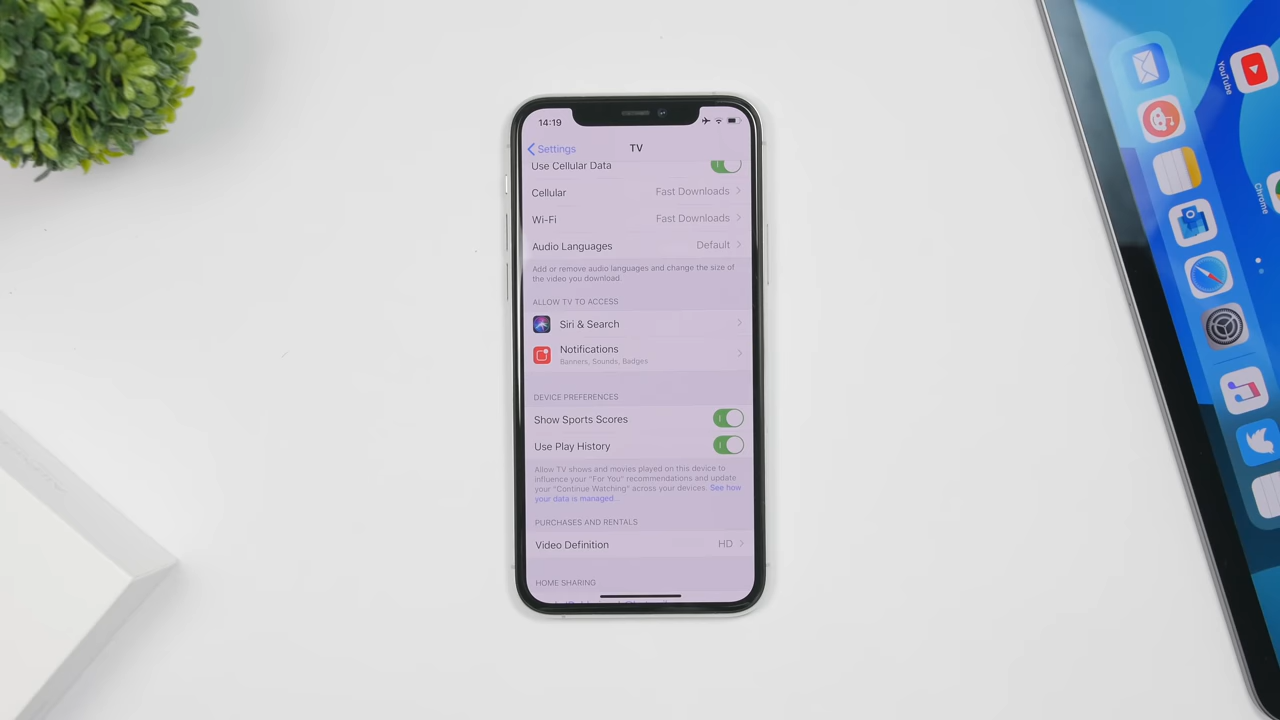 14:19
Settings
TV
Use Cellular Data
Cellular Fast Downloads
Wi-Fi Fast Downloads
Audio Languages Default
Add or remove audio languages and change the size of
the video you download.
ALLOW TV TO ACCESS
Siri & Search
Notifications
Banners, Sounds, Badges
DEVICE PREFERENCES
Show Sports Scores
Use Play History
Allow TV shows and movies played on this device to
influence your "For You" recommendations and update
your "Continue Watching" across your devices. See how
your data is managed...
PURCHASES AND RENTALS
Video Definition HD
HOME SHARING
YouTube
Chrome